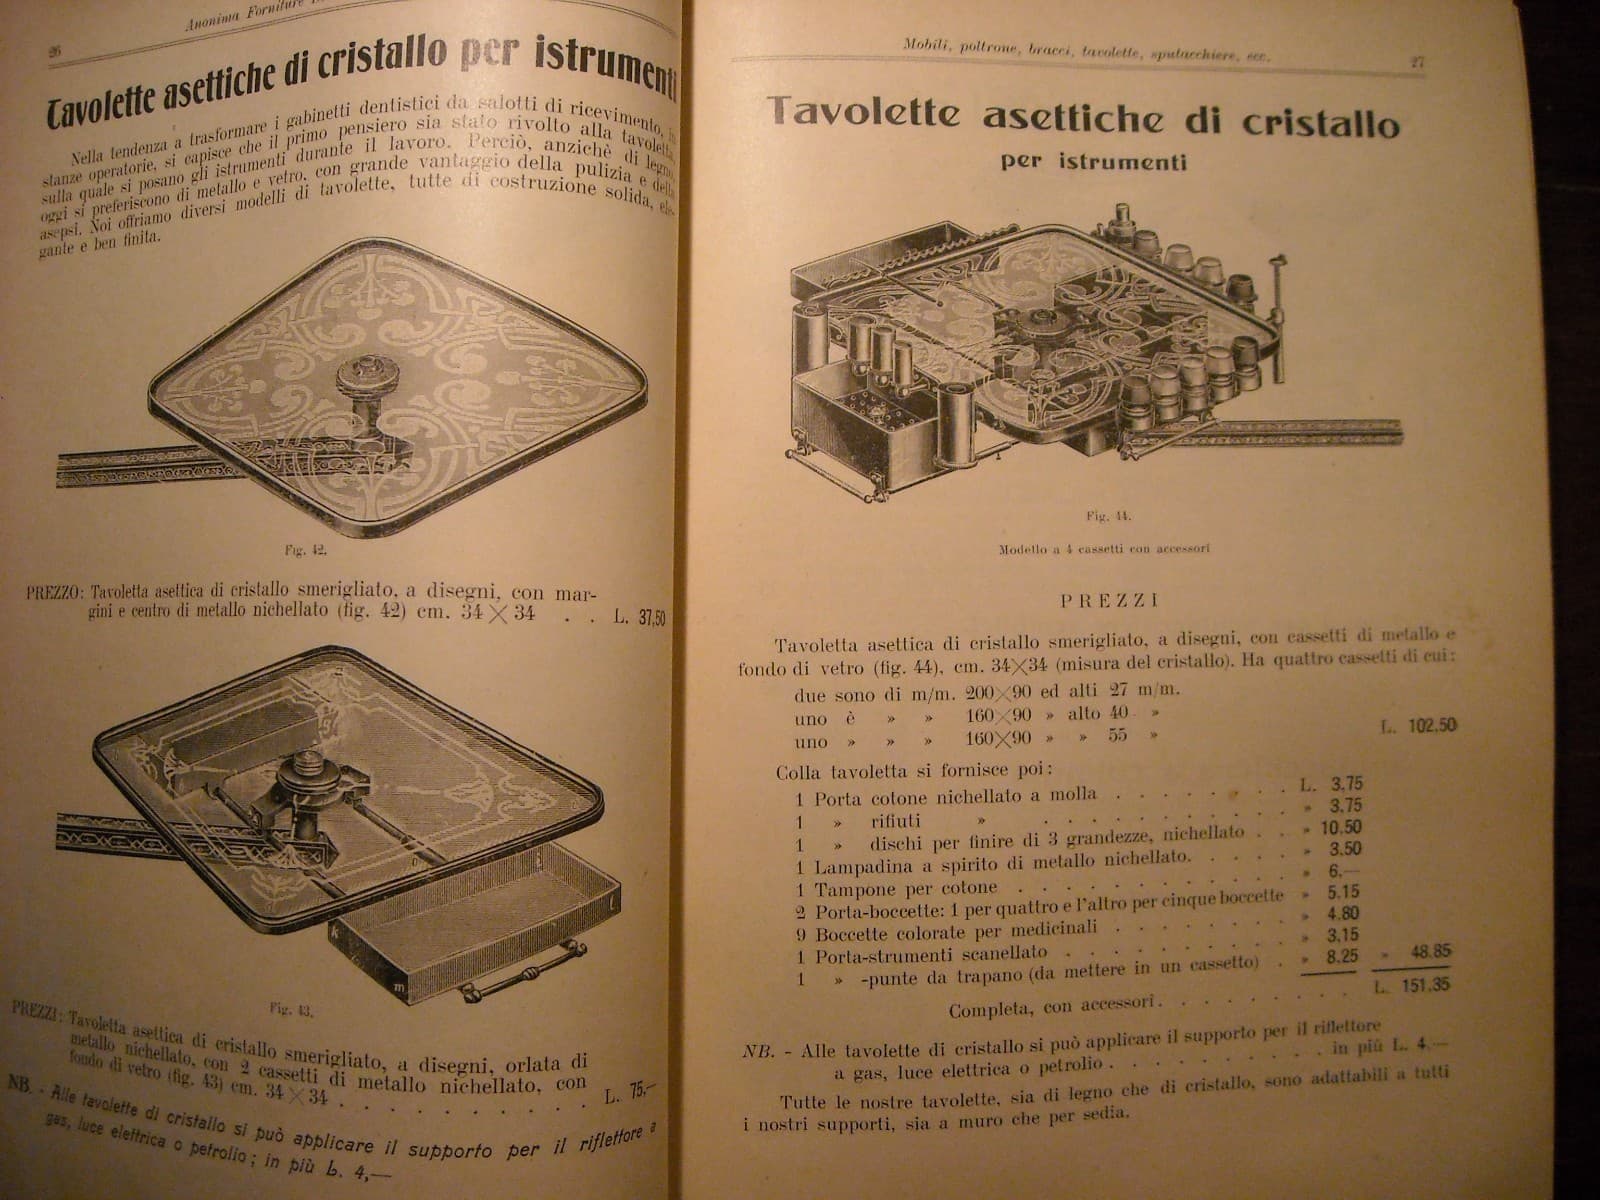 26
Anonima Forniture
Tavolette asettiche di cristallo per istrumenti
Nella tendenza a trasformare i gabinetti dentistici da salotti di ricevimento, in
stanze operatorie, si capisce che il primo pensiero sia stato rivolto alla tavoletta,
sulla quale si posano gli istrumenti durante il lavoro. Perciò, anzichè di legno,
oggi si preferiscono di metallo e vetro, con grande vantaggio della pulizia e della
asepsi. Noi offriamo diversi modelli di tavolette, tutte di costruzione solida, ele-
gante e ben finita.
Fig. 42.
PREZZO: Tavoletta asettica di cristallo smerigliato, a disegni, con mar-
gini e centro di metallo nichellato (fig. 42) cm. 34×34 . . L. 37,50
k
l
m
o
Fig. 43.
PREZZI: Tavoletta asettica di cristallo smerigliato, a disegni, orlata di
metallo nichellato, con 2 cassetti di metallo nichellato, con
fondo di vetro (fig. 43) cm. 34×34 . . . . . . . . . . L. 75,—
NB. - Alle tavolette di cristallo si può applicare il supporto per il riflettore a
gas, luce elettrica o petrolio; in più L. 4,—
Mobili, poltrone, bracci, tavolette, sputacchiere, ecc.
27
Tavolette asettiche di cristallo
per istrumenti
Fig. 44.
Modello a 4 cassetti con accessori
PREZZI
Tavoletta asettica di cristallo smerigliato, a disegni, con cassetti di metallo e
fondo di vetro (fig. 44), cm. 34×34 (misura del cristallo). Ha quattro cassetti di cui:
due sono di m/m. 200×90 ed alti 27 m/m.
uno è » » 160×90 » alto 40 »
uno » » » 160×90 » » 55 » L. 102,50
Colla tavoletta si fornisce poi:
1 Porta cotone nichellato a molla . . . . . . . . L. 3.75
1 » rifiuti » . . . . . . . . . . » 3.75
1 » dischi per finire di 3 grandezze, nichellato . . » 10.50
1 Lampadina a spirito di metallo nichellato. . . . . » 3.50
1 Tampone per cotone . . . . . . . . . . . » 6.—
2 Porta-boccette: 1 per quattro e l'altro per cinque boccette » 5.15
9 Boccette colorate per medicinali . . . . . . . » 4.80
1 Porta-strumenti scanellato . . . . . . . . . » 3.15
1 » -punte da trapano (da mettere in un cassetto) . » 8.25 » 48.85
Completa, con accessori. . . . . . . . . L. 151.35
NB. - Alle tavolette di cristallo si può applicare il supporto per il riflettore
a gas, luce elettrica o petrolio . . . . . . . . . in più L. 4.—
Tutte le nostre tavolette, sia di legno che di cristallo, sono adattabili a tutti
i nostri supporti, sia a muro che per sedia.